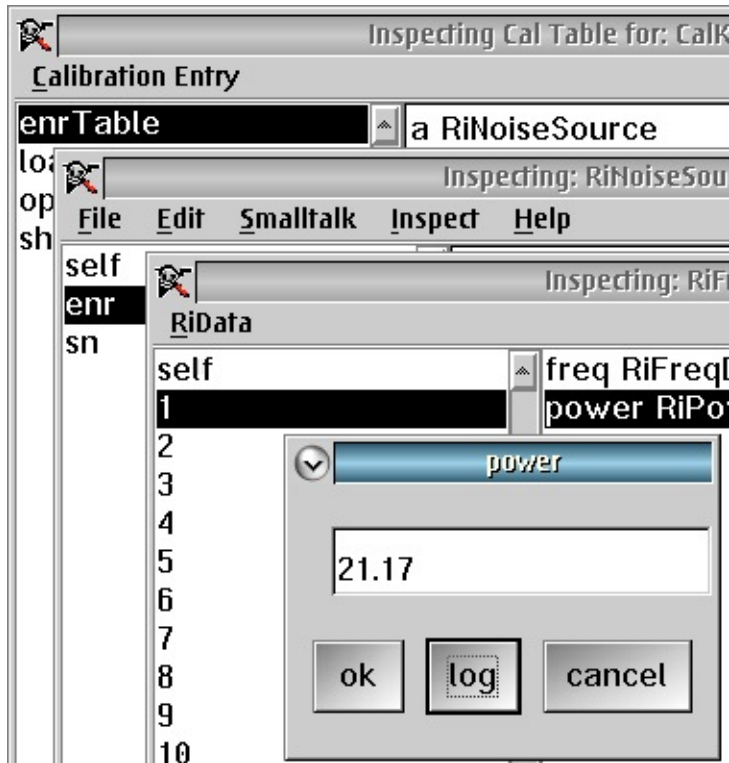 Inspecting Cal Table for: CalK
Calibration Entry
enrTable
a RiNoiseSource
Inspecting: RiNoiseSou
File Edit Smalltalk Inspect Help
self
enr
sn
Inspecting: RiF
RiData
self
1
2
3
4
5
6
7
8
9
10
freq RiFreqD
power RiPo
power
21.17
ok log cancel